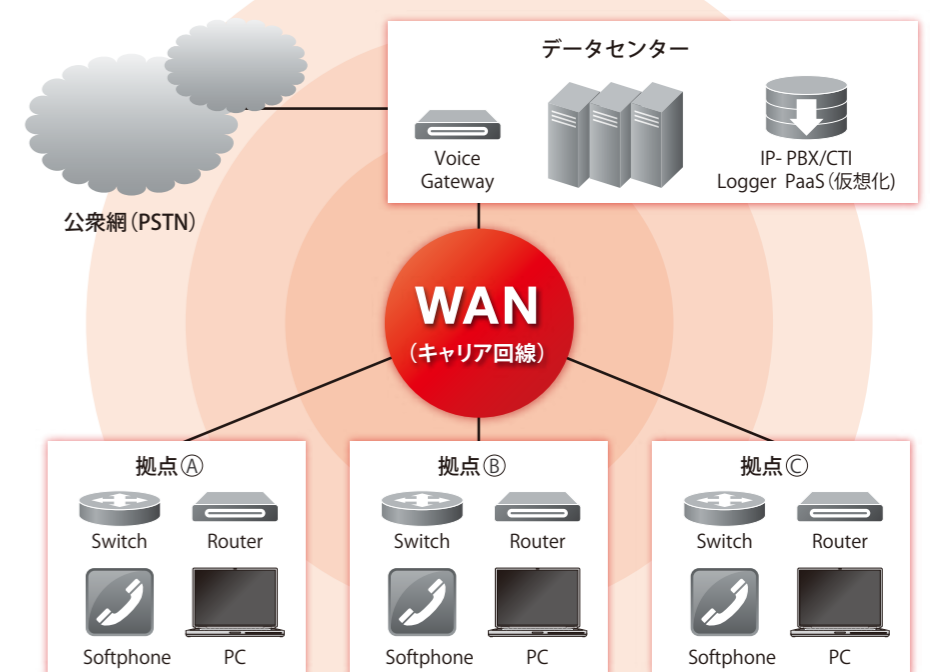 データセンター
Voice
Gateway
IP- PBX/CTI
Logger PaaS（仮想化)
公衆網（PSTN）
WAN
（キャリア回線）
拠点Ⓐ
Switch
Router
Softphone
PC
拠点Ⓑ
Switch
Router
Softphone
PC
拠点Ⓒ
Switch
Router
Softphone
PC